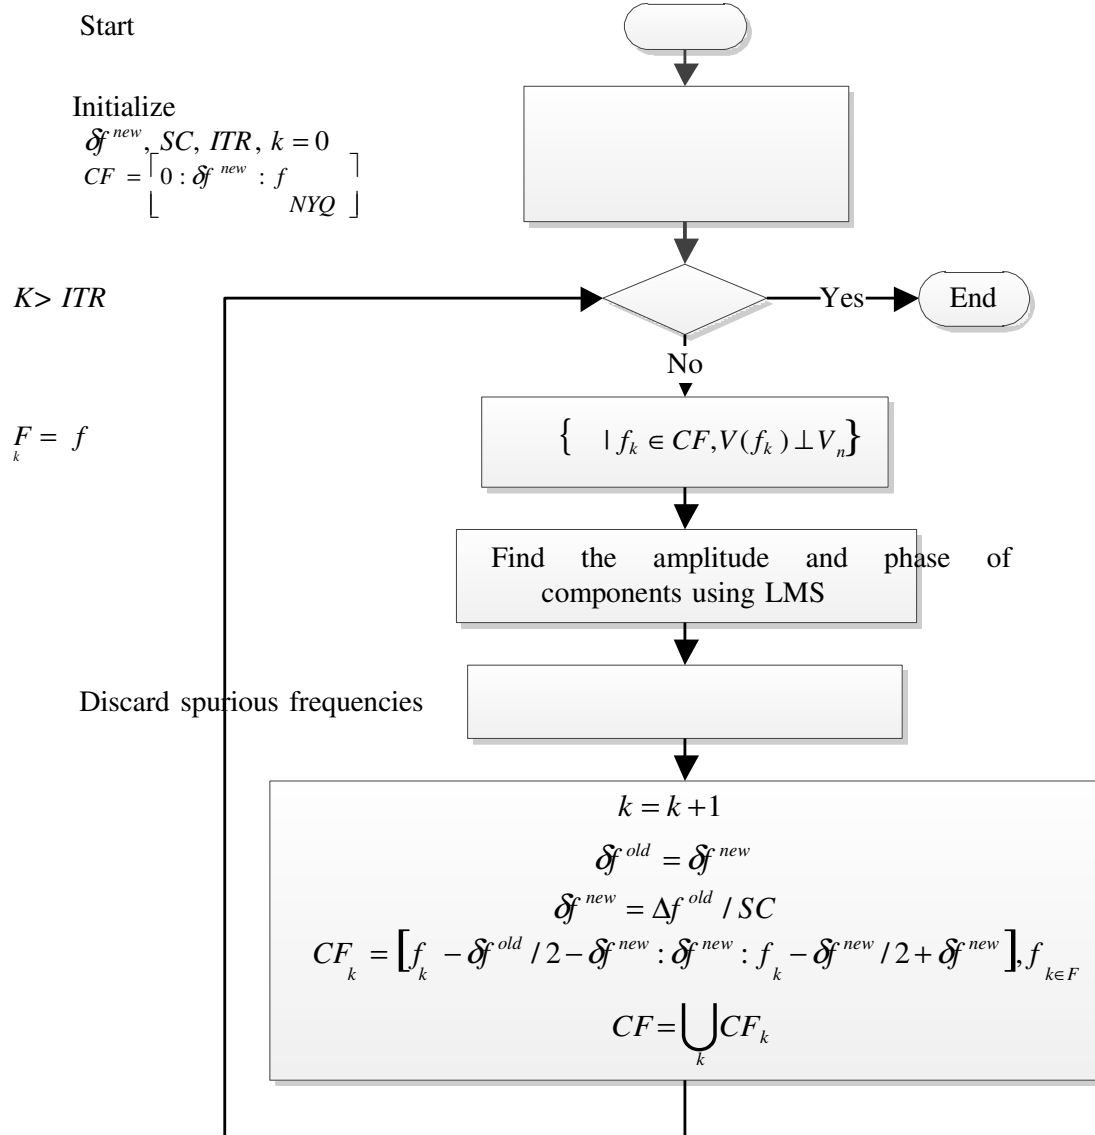 Start
Initialize
δf^new, SC, ITR, k = 0
CF = [0 : δf^new : f_NYQ]
K> ITR
Yes
End
No
F_k = f
{ | f_k ∈ CF, V(f_k) ⊥ V_n}
Find the amplitude and phase of
components using LMS
Discard spurious frequencies
k = k +1
δf^old = δf^new
δf^new = Δf^old / SC
CF_k = [f_k − δf^old / 2 − δf^new : δf^new : f_k − δf^new / 2 + δf^new], f_k∈F
CF = ⋃_k CF_k